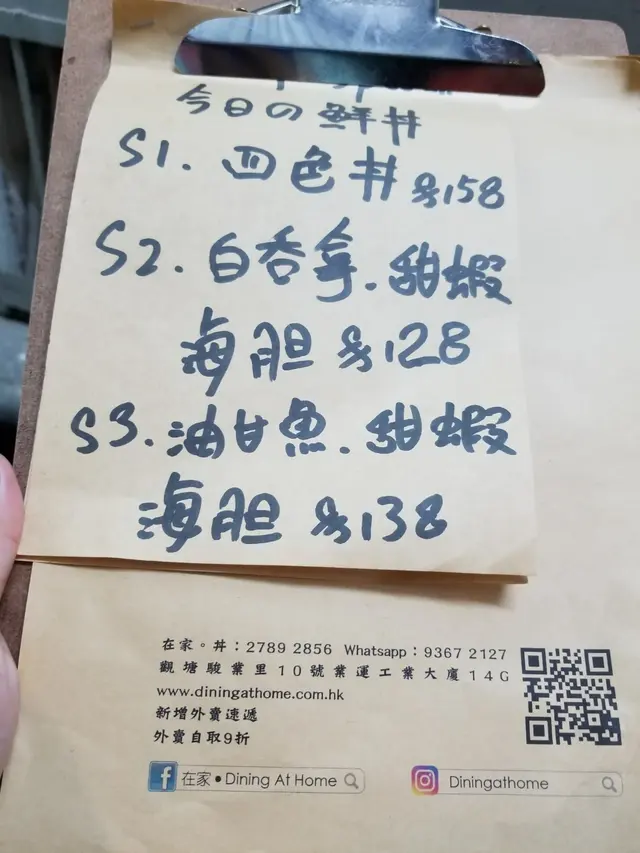 今日の鮮丼
S1. 四色丼 $158
S2. 白吞拿.甜蝦
海胆 $128
S3. 油甘魚.甜蝦
海胆 $138
在家。丼：2789 2856 Whatsapp：9367 2127
觀塘駿業里10號業運工業大廈14G
www.diningathome.com.hk
新增外賣速遞
外賣自取9折
在家•Dining At Home
Diningathome